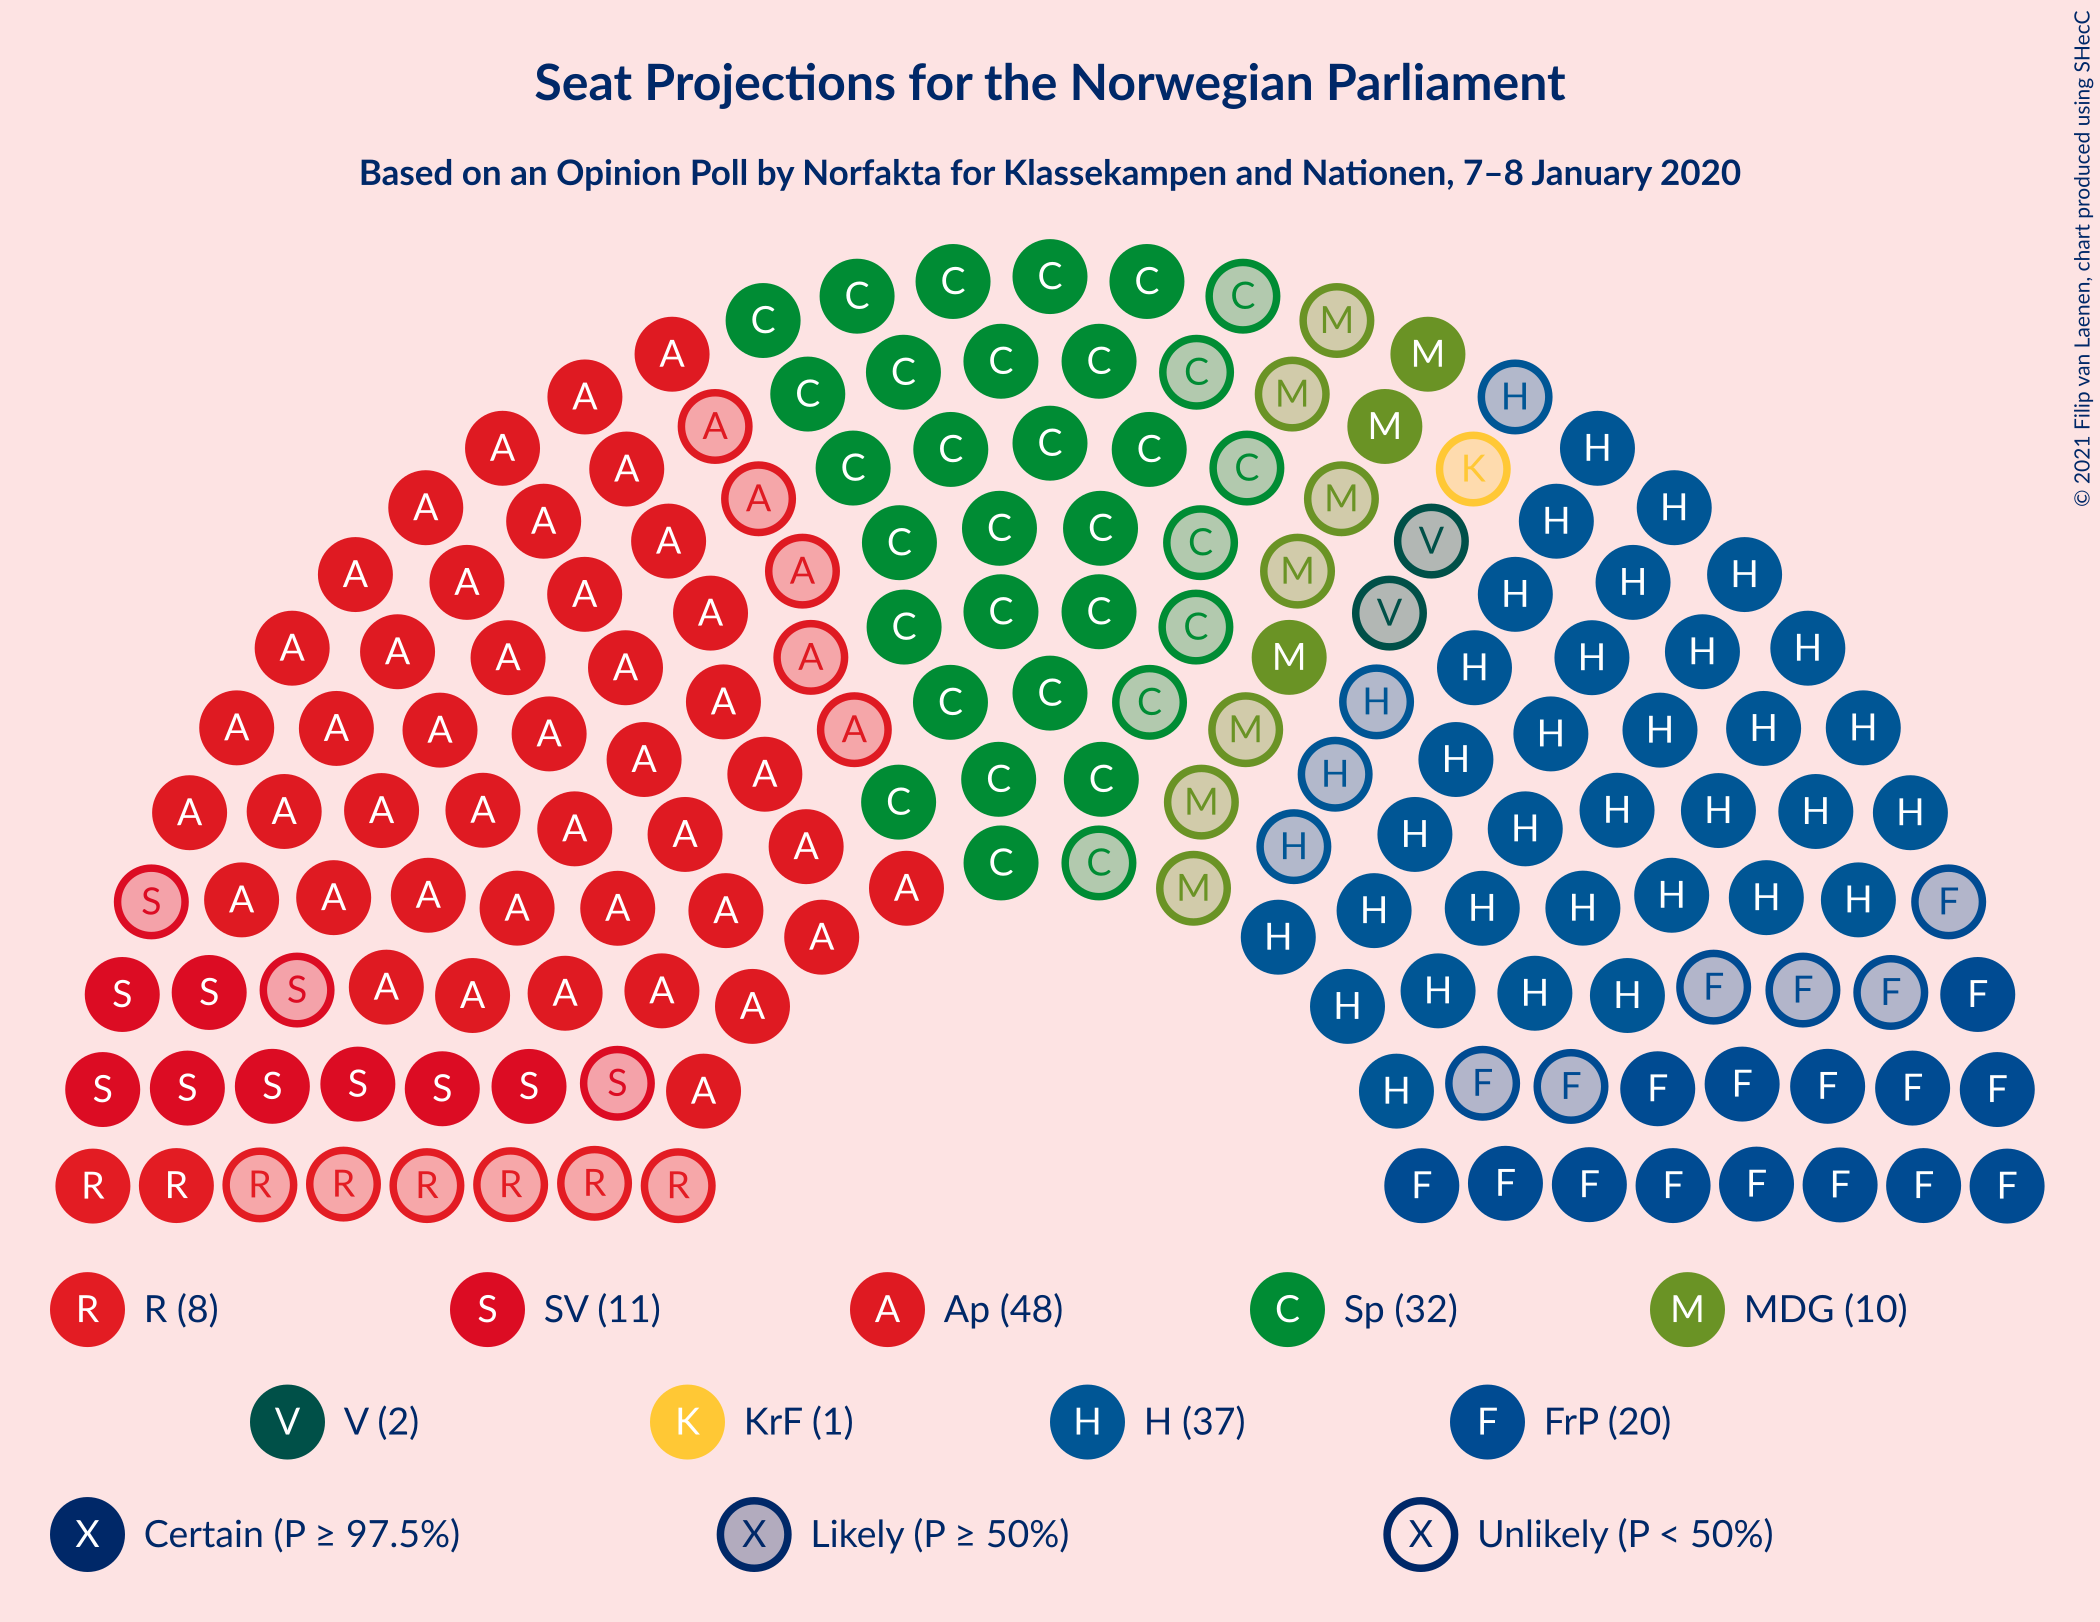 Seat Projections for the Norwegian Parliament
Based on an Opinion Poll by Norfakta for Klassekampen and Nationen, 7–8 January 2020
© 2021 Filip van Laenen, chart produced using SHecC
C C C C C C M
A C C C C C M M
A A C C C C C M M H
A A A C C C C C M K H
A A A A C C C C M V H H
A A A A C C C C M V H H
A A A A A C C C M H H H H
A A A A A A C C C M H H H H H
A A A A A A A C C C M H H H H H H
S A A A A A A A A C C M H H H H H H H F
S S S A A A A A A H H H H F F F F
S S S S S S S A H F F F F F F F
R R R R R R R R F F F F F F F F
R R (8) S SV (11) A Ap (48) C Sp (32) M MDG (10)
V V (2) K KrF (1) H H (37) F FrP (20)
X Certain (P ≥ 97.5%) X Likely (P ≥ 50%) X Unlikely (P < 50%)